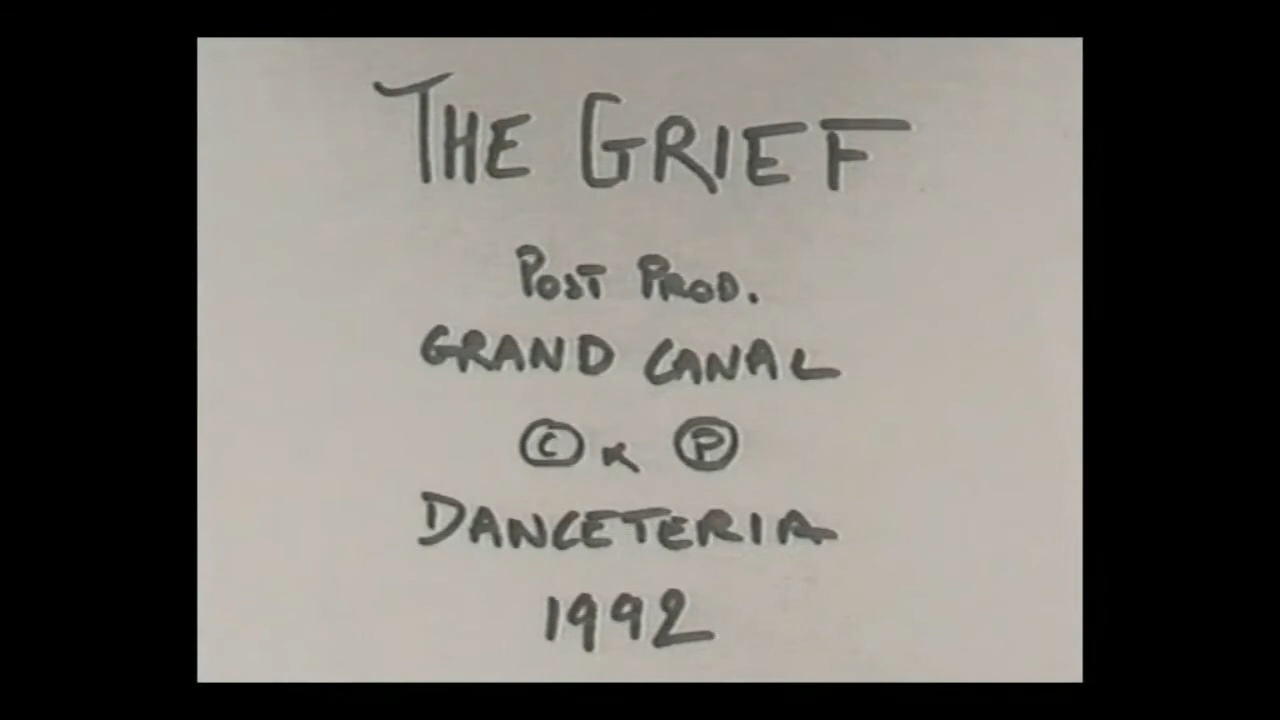 THE GRIEF
POST PROD.
GRAND CANAL
© & Ⓟ
DANCETERIA
1992